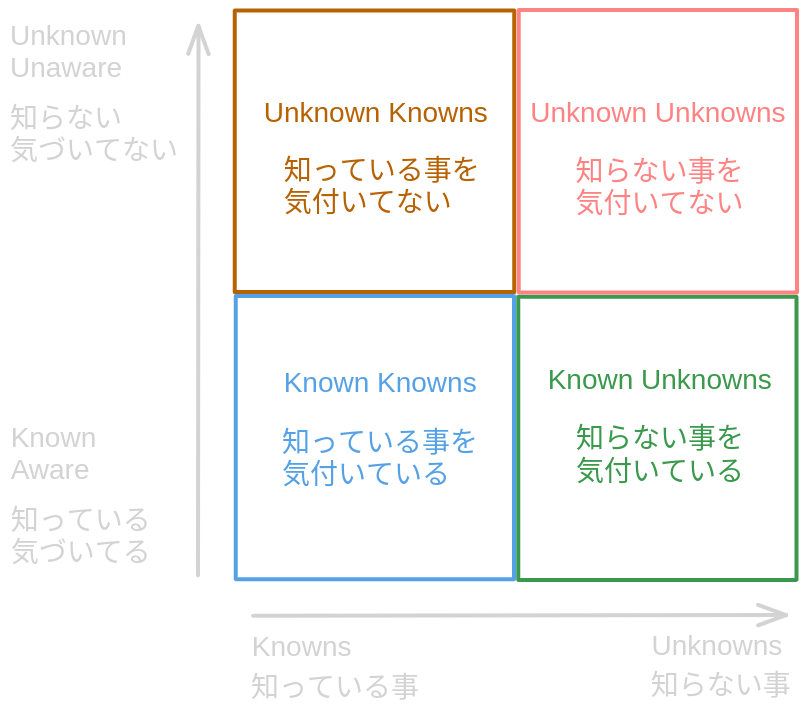 Unknown
Unaware
知らない
気づいてない
Unknown Knowns
知っている事を
気付いてない
Unknown Unknowns
知らない事を
気付いてない
Known
Aware
知っている
気づいてる
Known Knowns
知っている事を
気付いている
Known Unknowns
知らない事を
気付いている
Knowns
知っている事
Unknowns
知らない事